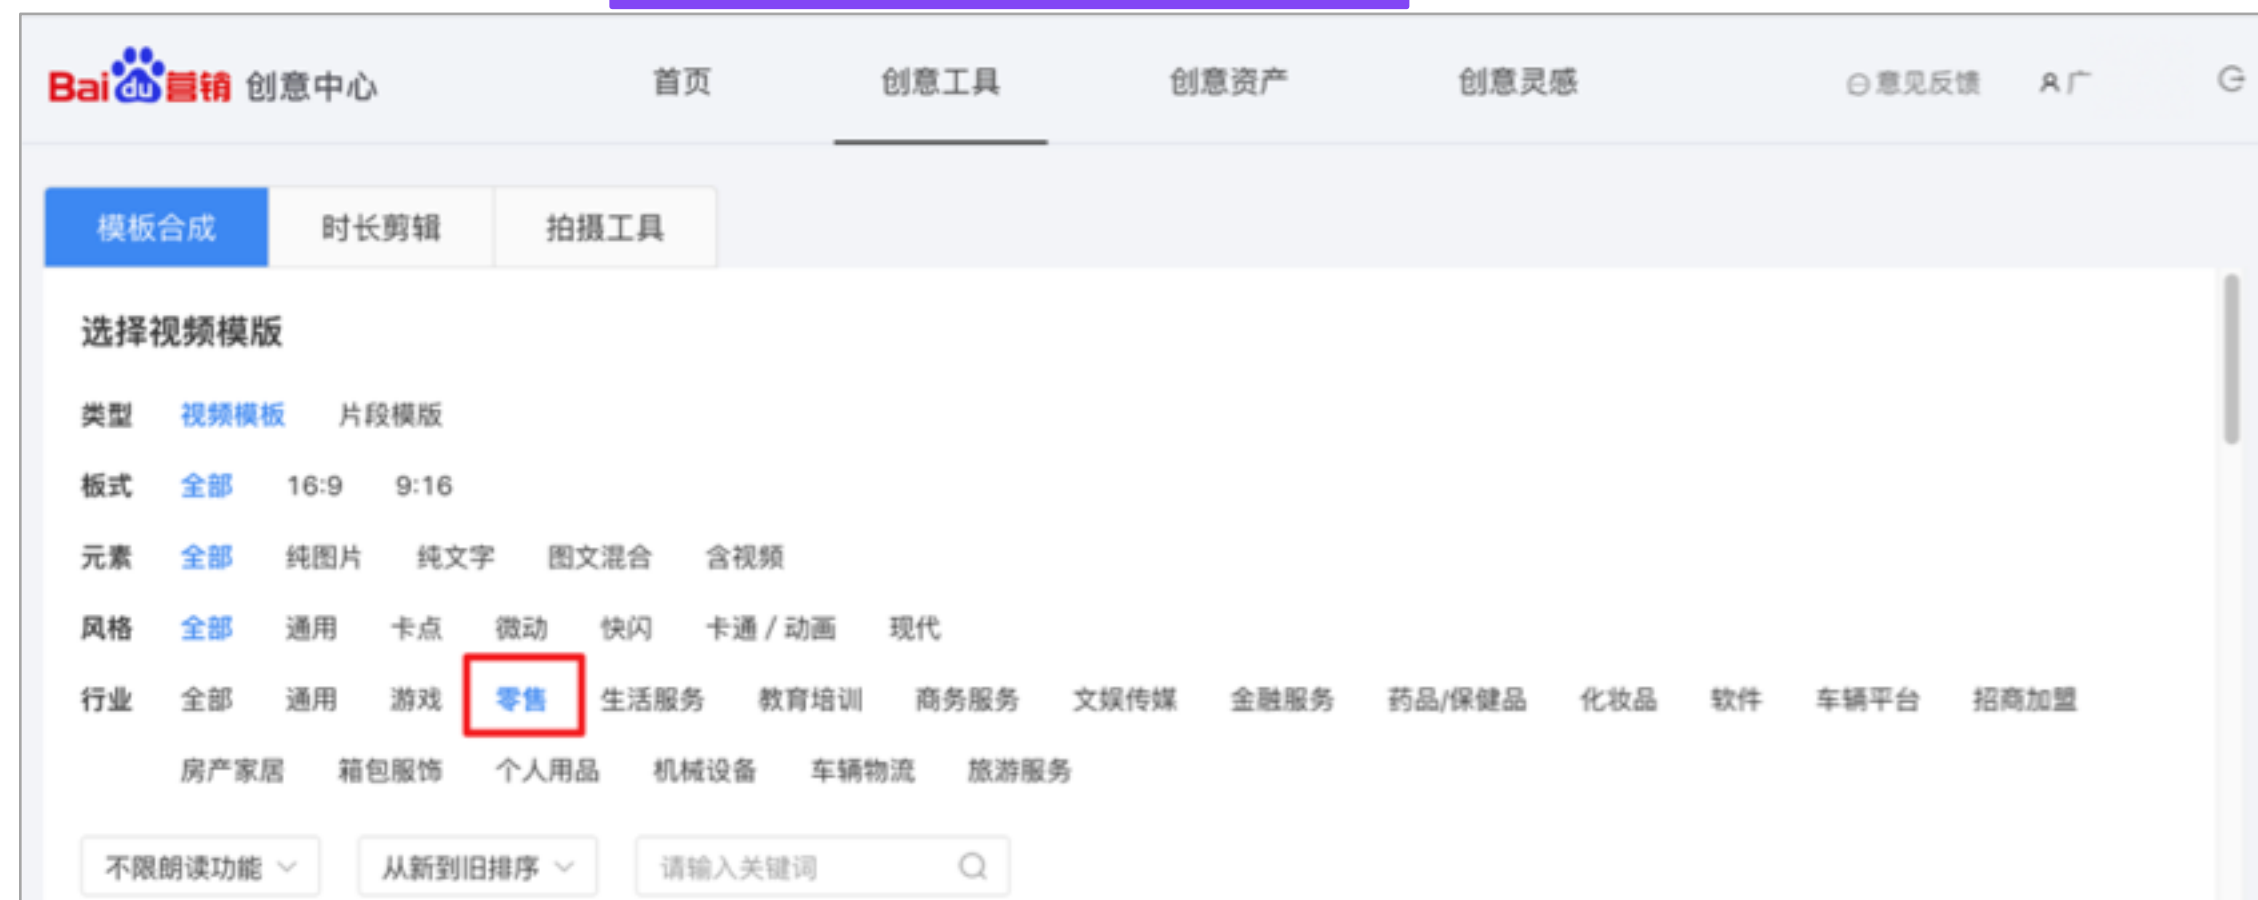 Bai du 营销 创意中心 首页 创意工具 创意资产 创意灵感 意见反馈 广
模板合成 时长剪辑 拍摄工具
选择视频模版
类型 视频模板 片段模版
板式 全部 16:9 9:16
元素 全部 纯图片 纯文字 图文混合 含视频
风格 全部 通用 卡点 微动 快闪 卡通 / 动画 现代
行业 全部 通用 游戏 零售 生活服务 教育培训 商务服务 文娱传媒 金融服务 药品/保健品 化妆品 软件 车辆平台 招商加盟
房产家居 箱包服饰 个人用品 机械设备 车辆物流 旅游服务
不限朗读功能 从新到旧排序 请输入关键词